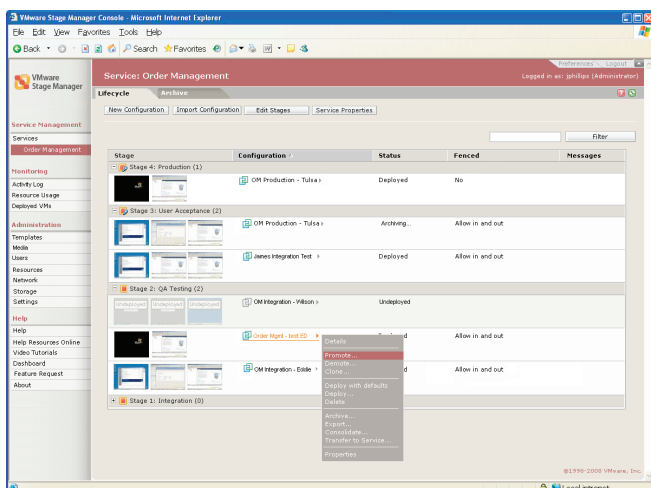 VMware Stage Manager Console - Microsoft Internet Explorer
File Edit View Favorites Tools Help
Back Search Favorites
Preferences Logout
VMware
Stage Manager
Service: Order Management
Logged in as: jphillips (Administrator)
Lifecycle Archive
New Configuration Import Configuration Edit Stages Service Properties
Service Management
Services
Order Management
Monitoring
Activity Log
Resource Usage
Deployed VMs
Administration
Templates
Media
Users
Resources
Network
Storage
Settings
Help
Help
Help Resources Online
Video Tutorials
Dashboard
Feature Request
About
Filter
Stage Configuration Status Fenced Messages
Stage 4: Production (1)
OM Production - Tulsa Deployed No
Stage 3: User Acceptance (2)
OM Production - Tulsa Archiving... Allow in and out
James Integration Test Deployed Allow in and out
Stage 2: QA Testing (2)
Undeployed Undeployed Undeployed OM Integration - Wilson Undeployed
Order Mgmt - test ED Allow in and out
OM Integration - Eddie Allow in and out
Stage 1: Integration (0)
Details
Promote...
Demote...
Clone...
Deploy with defaults
Deploy...
Delete
Archive...
Export...
Consolidate...
Transfer to Service...
Properties
©1998-2008 VMware, Inc.
Local intranet